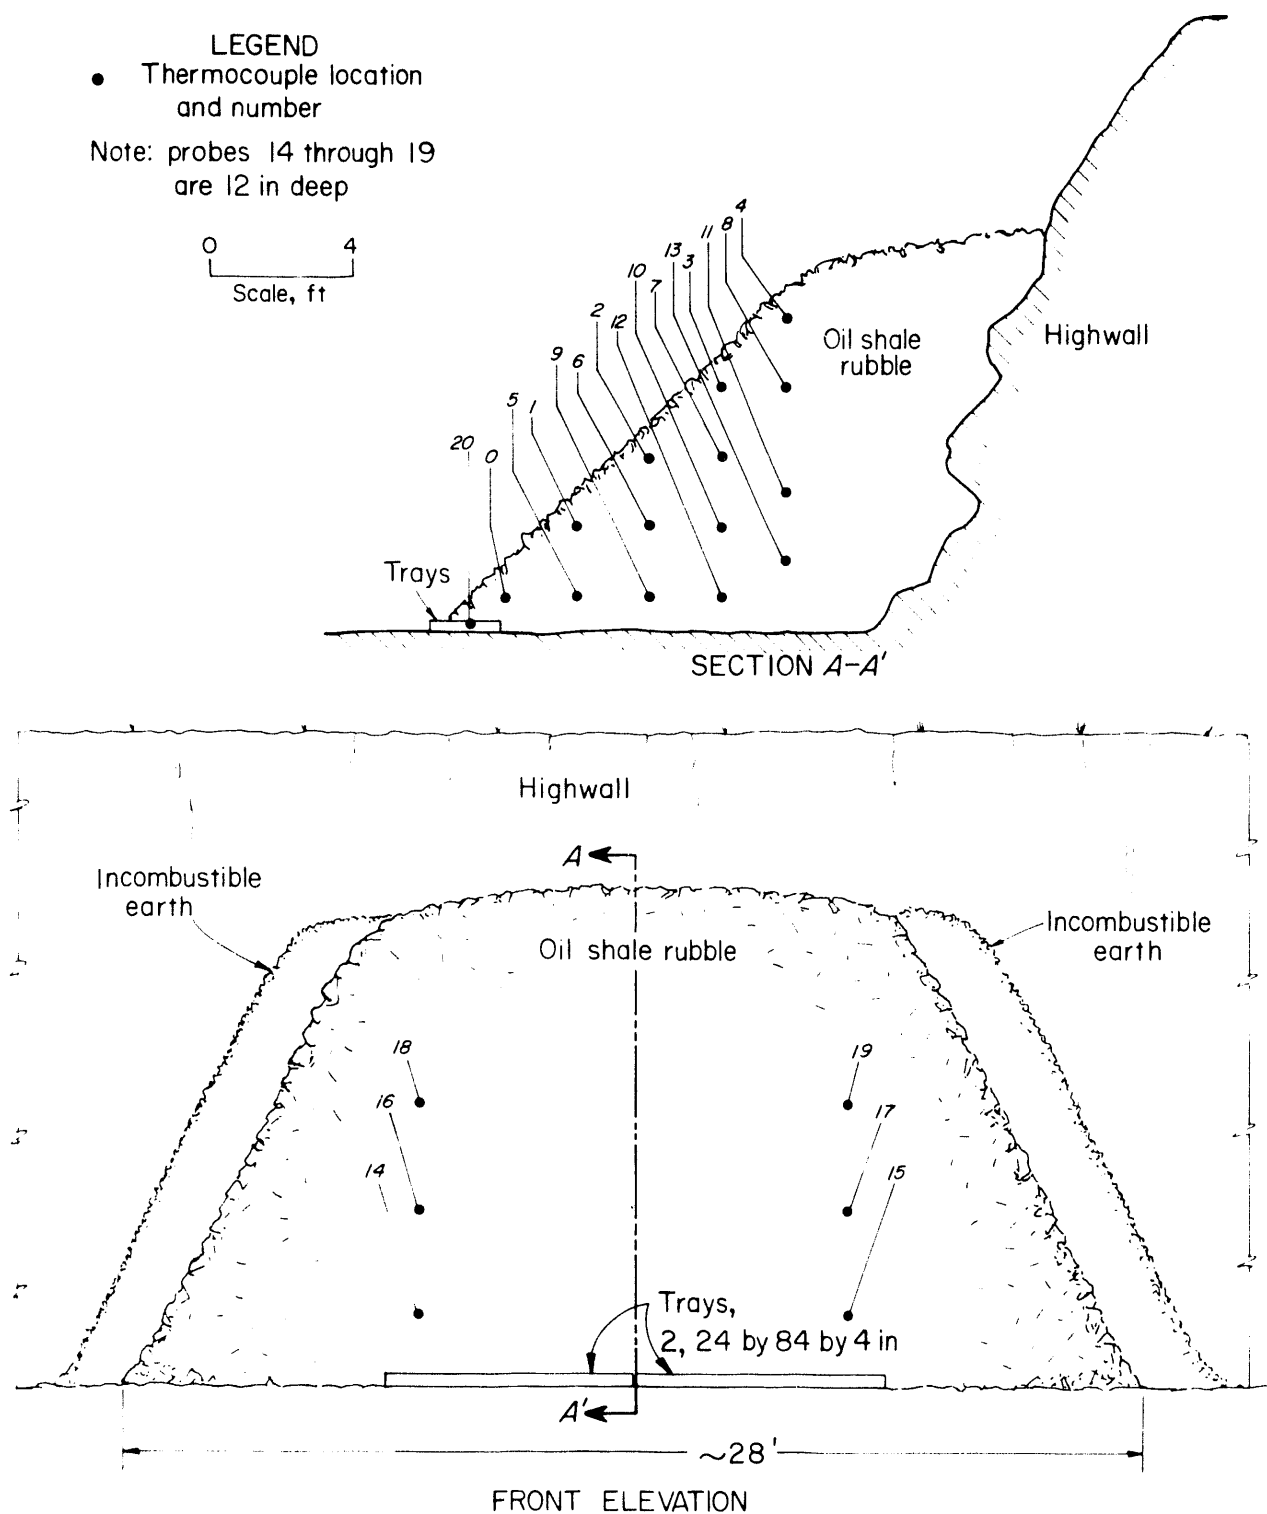 LEGEND
Thermocouple location
and number
Note: probes 14 through 19
are 12 in deep
0 4
Scale, ft
4
8
11
13
3
10
7
2
12
9
6
5
1
20
0
Oil shale
rubble
Highwall
Trays
SECTION A-A'
Highwall
A
Incombustible
earth
Incombustible
earth
Oil shale rubble
18
19
16
17
14
15
Trays,
2, 24 by 84 by 4 in
A'
~28'
FRONT ELEVATION